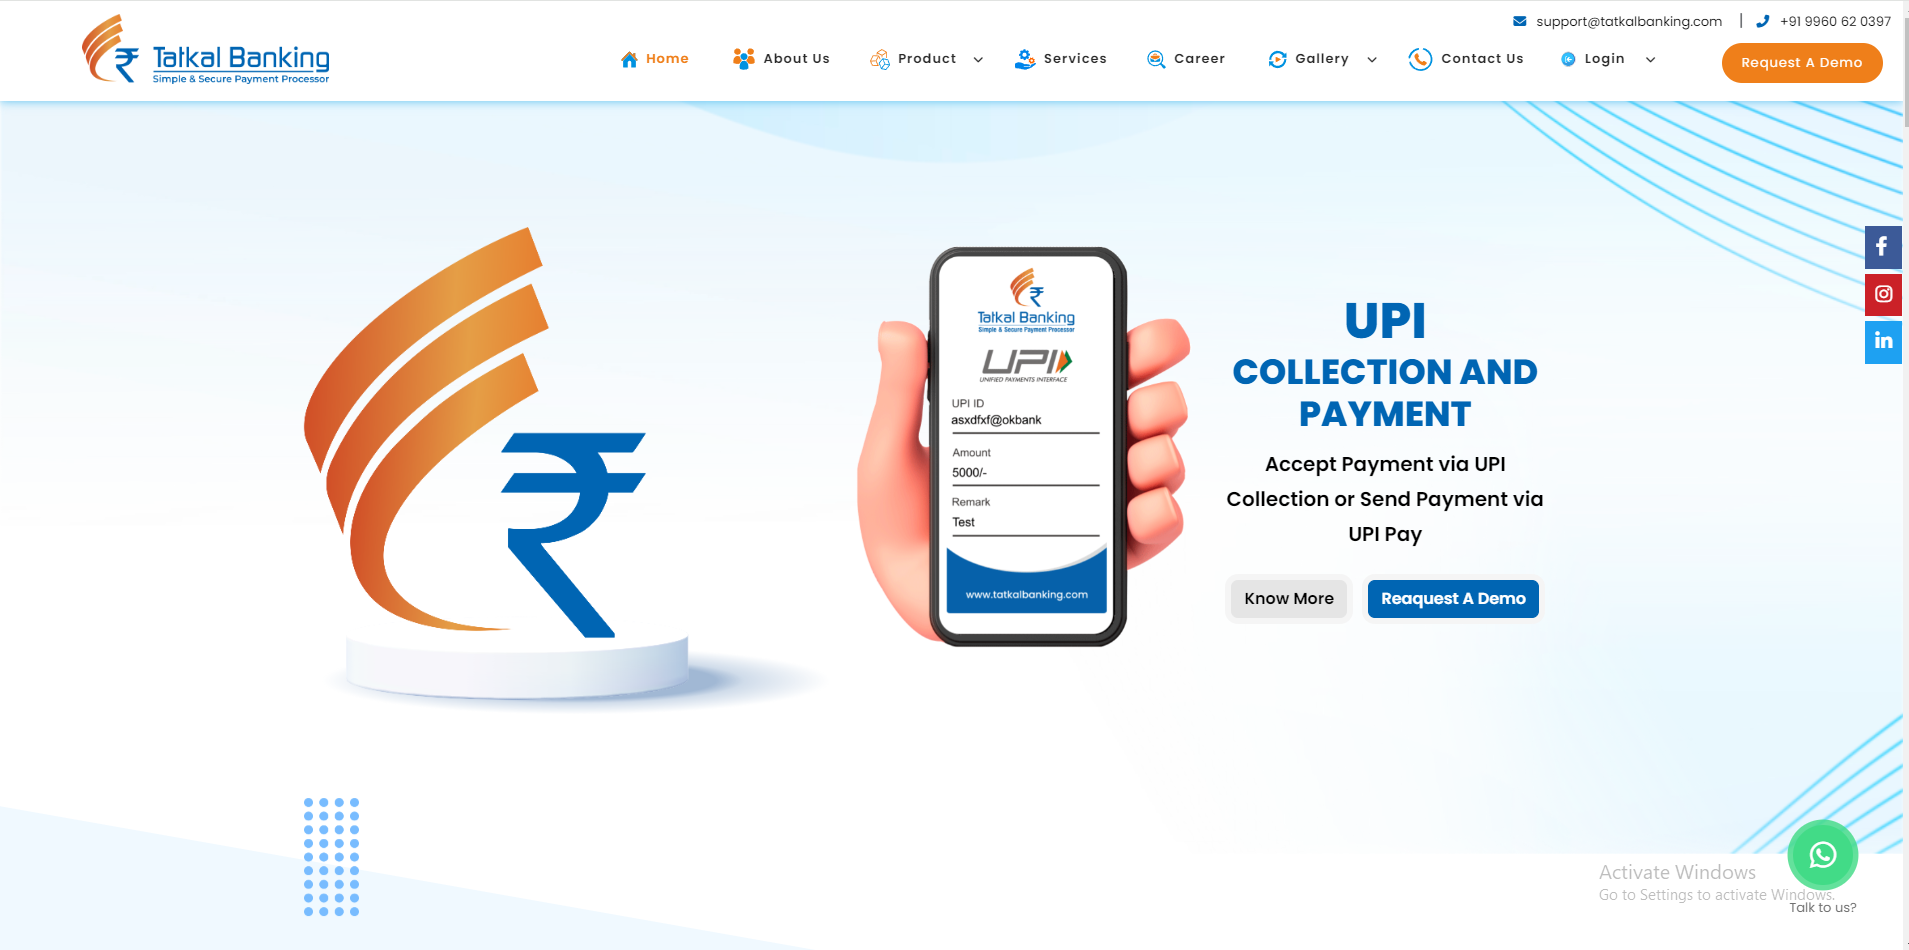 support@tatkalbanking.com | +91 9960 62 0397
Tatkal Banking
Simple & Secure Payment Processor
Home
About Us
Product
Services
Career
Gallery
Contact Us
Login
Request A Demo
Tatkal Banking
Simple & Secure Payment Processor
UPI
UNIFIED PAYMENTS INTERFACE
UPI ID
asxdfxf@okbank
Amount
5000/-
Remark
Test
www.tatkalbanking.com
UPI
COLLECTION AND
PAYMENT
Accept Payment via UPI
Collection or Send Payment via
UPI Pay
Know More
Reaquest A Demo
Activate Windows
Go to Settings to activate Windows.
Talk to us?